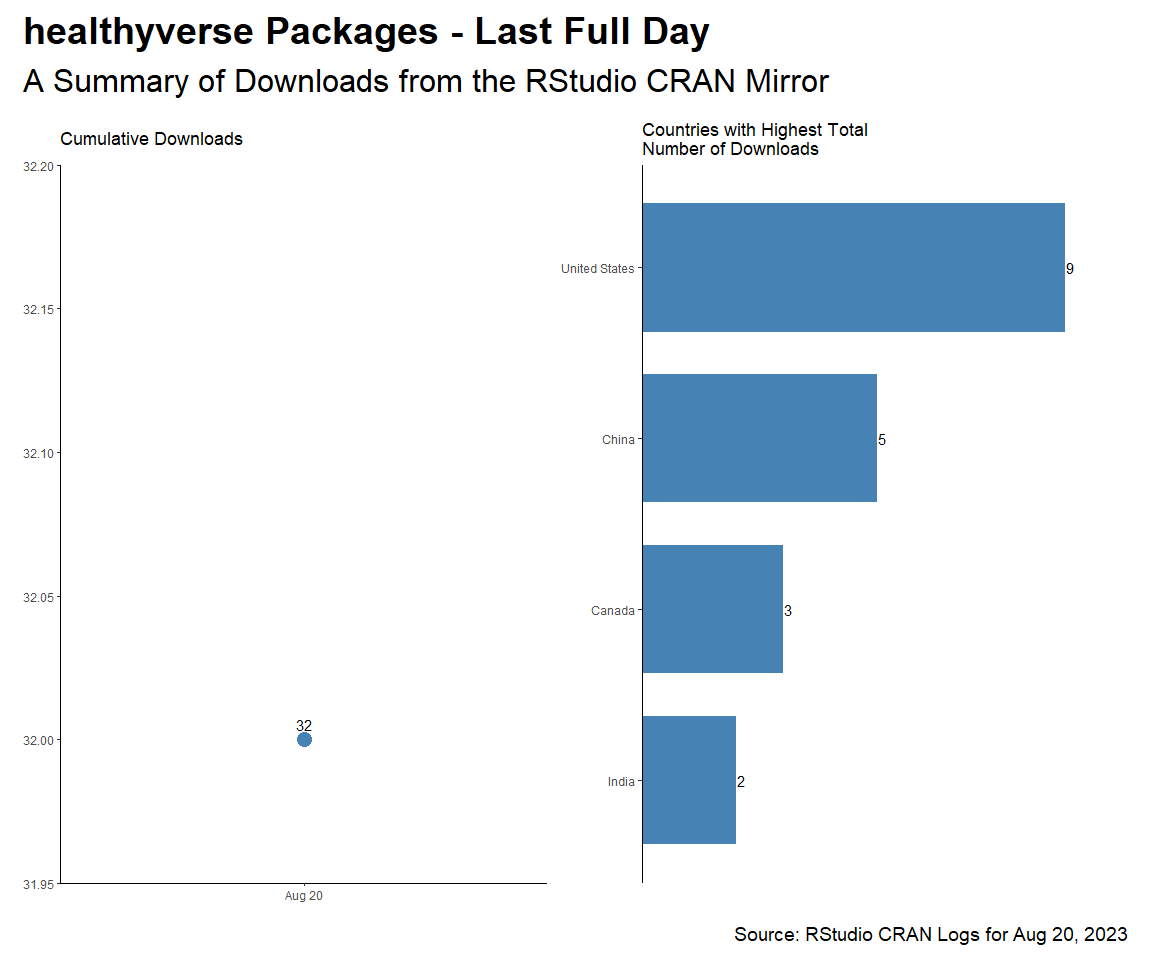 healthyverse Packages - Last Full Day
A Summary of Downloads from the RStudio CRAN Mirror
Cumulative Downloads
32.20
32.15
32.10
32.05
32.00
31.95
32
Aug 20
Countries with Highest Total
Number of Downloads
United States
9
China
5
Canada
3
India
2
Source: RStudio CRAN Logs for Aug 20, 2023